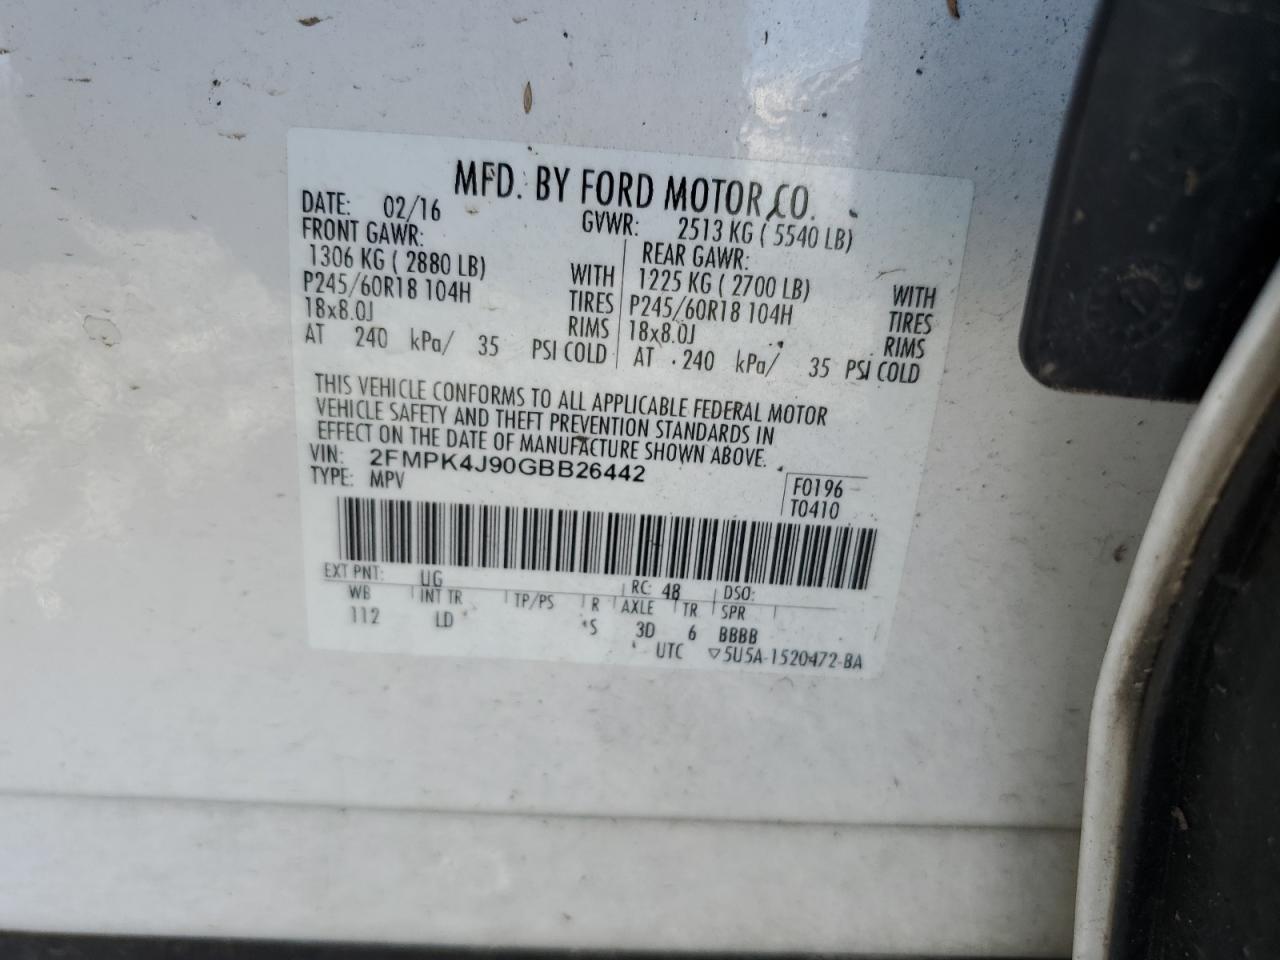 MFD. BY FORD MOTOR CO.
DATE: 02/16 GVWR: 2513 KG ( 5540 LB)
FRONT GAWR: REAR GAWR:
1306 KG ( 2880 LB) WITH 1225 KG ( 2700 LB) WITH
P245/60R18 104H TIRES P245/60R18 104H TIRES
18x8.0J RIMS 18x8.0J RIMS
AT 240 kPa/ 35 PSI COLD AT 240 kPa/ 35 PSI COLD
THIS VEHICLE CONFORMS TO ALL APPLICABLE FEDERAL MOTOR
VEHICLE SAFETY AND THEFT PREVENTION STANDARDS IN
EFFECT ON THE DATE OF MANUFACTURE SHOWN ABOVE.
VIN: 2FMPK4J90GBB26442
TYPE: MPV F0196
T0410
EXT PNT: UG RC: 48 DSO:
WB INT TR TP/PS R AXLE TR SPR
112 LD S 3D 6 BBBB
UTC ▽5U5A-1520472-BA